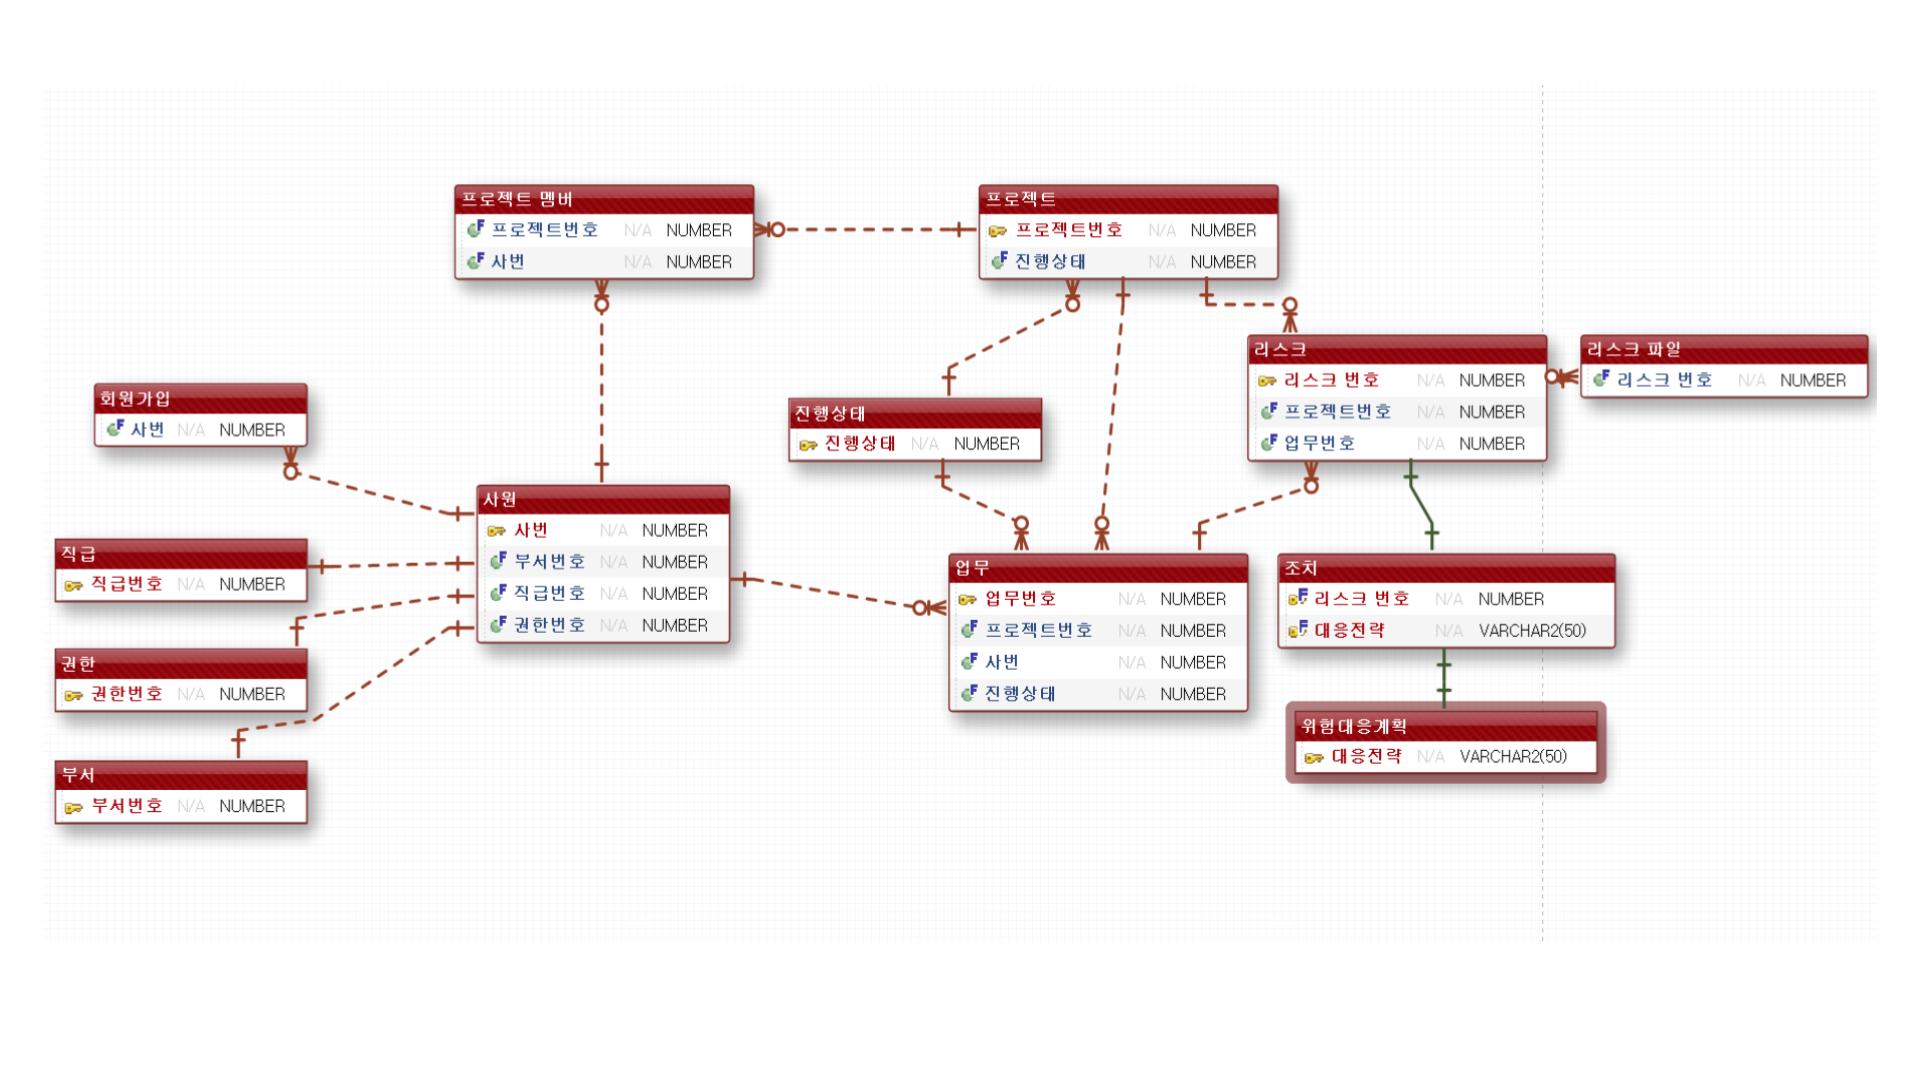 프로젝트 멤버
프로젝트번호 N/A NUMBER
사번 N/A NUMBER
프로젝트
프로젝트번호 N/A NUMBER
진행상태 N/A NUMBER
리스크
리스크 번호 N/A NUMBER
프로젝트번호 N/A NUMBER
업무번호 N/A NUMBER
리스크 파일
리스크 번호 N/A NUMBER
회원가입
사번 N/A NUMBER
진행상태
진행상태 N/A NUMBER
사원
사번 N/A NUMBER
부서번호 N/A NUMBER
직급번호 N/A NUMBER
권한번호 N/A NUMBER
직급
직급번호 N/A NUMBER
업무
업무번호 N/A NUMBER
프로젝트번호 N/A NUMBER
사번 N/A NUMBER
진행상태 N/A NUMBER
조치
리스크 번호 N/A NUMBER
대응전략 N/A VARCHAR2(50)
권한
권한번호 N/A NUMBER
위험대응계획
대응전략 N/A VARCHAR2(50)
부서
부서번호 N/A NUMBER